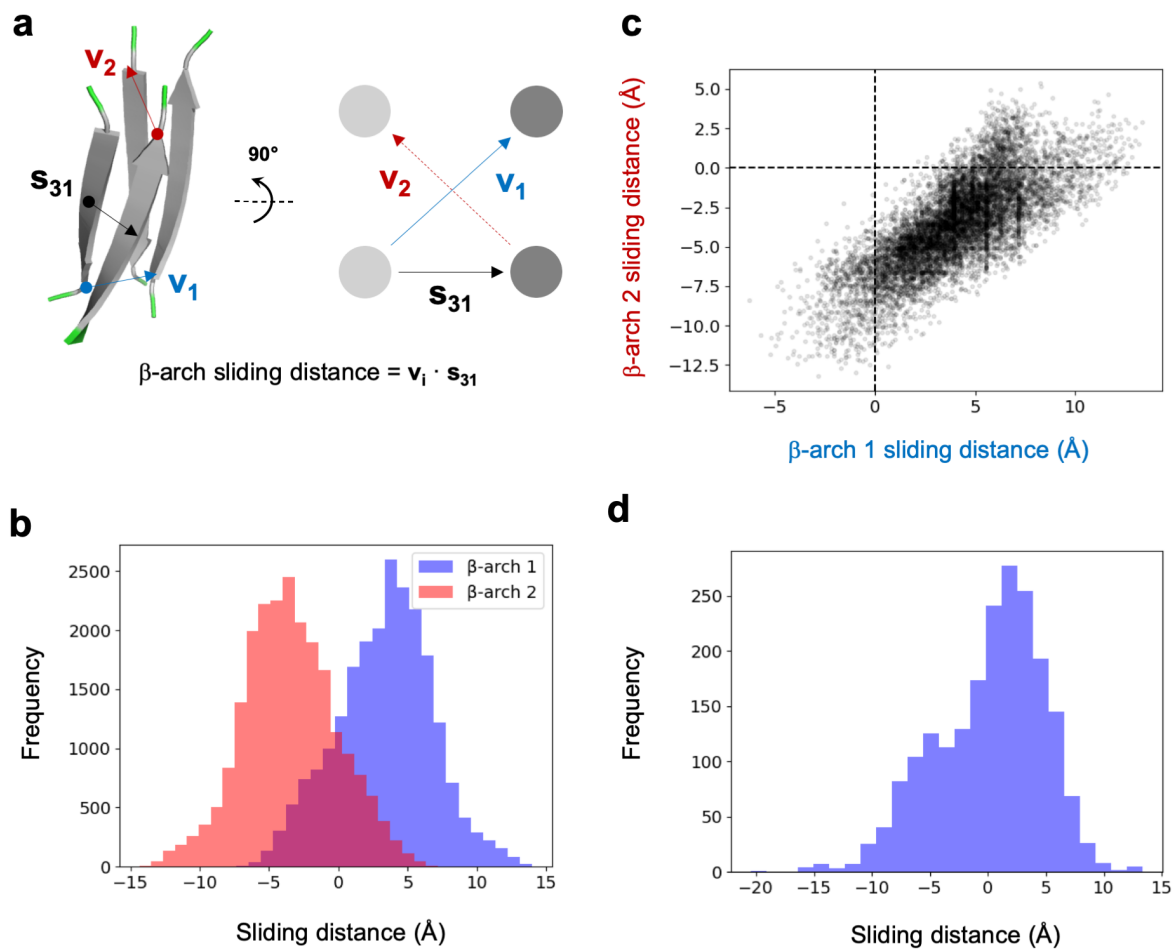 a
v2
s31
v1
90°
v2
v1
s31
β-arch sliding distance = vi · s31
c
β-arch 2 sliding distance (Å)
5.0
2.5
0.0
−2.5
−5.0
−7.5
−10.0
−12.5
−5
0
5
10
β-arch 1 sliding distance (Å)
b
Frequency
2500
2000
1500
1000
500
0
β-arch 1
β-arch 2
−15
−10
−5
0
5
10
15
Sliding distance (Å)
d
Frequency
250
200
150
100
50
0
−20
−15
−10
−5
0
5
10
15
Sliding distance (Å)